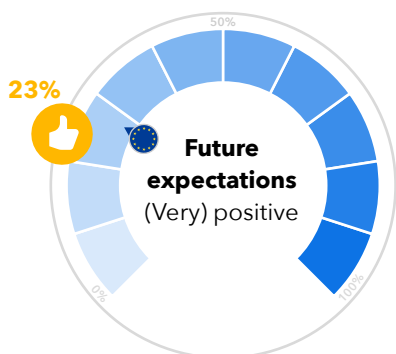 50%
23%
Future
expectations
(Very) positive
0%
100%